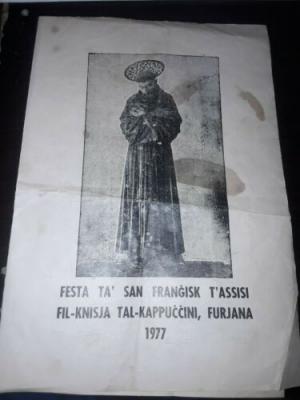 FESTA TA' SAN FRANĠISK T'ASSISI
FIL-KNISJA TAL-KAPPUĊĊINI, FURJANA
1977